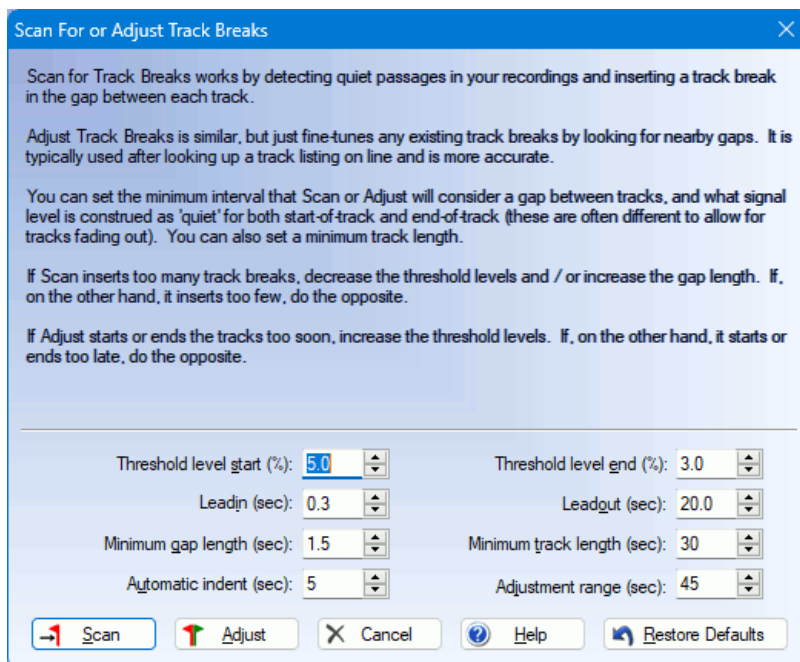 Scan For or Adjust Track Breaks
Scan for Track Breaks works by detecting quiet passages in your recordings and inserting a track break
in the gap between each track.
Adjust Track Breaks is similar, but just fine-tunes any existing track breaks by looking for nearby gaps. It is
typically used after looking up a track listing on line and is more accurate.
You can set the minimum interval that Scan or Adjust will consider a gap between tracks, and what signal
level is construed as 'quiet' for both start-of-track and end-of-track (these are often different to allow for
tracks fading out). You can also set a minimum track length.
If Scan inserts too many track breaks, decrease the threshold levels and / or increase the gap length. If,
on the other hand, it inserts too few, do the opposite.
If Adjust starts or ends the tracks too soon, increase the threshold levels. If, on the other hand, it starts or
ends too late, do the opposite.
Threshold level start (%): 5.0 Threshold level end (%): 3.0
Leadin (sec): 0.3 Leadout (sec): 20.0
Minimum gap length (sec): 1.5 Minimum track length (sec): 30
Automatic indent (sec): 5 Adjustment range (sec): 45
Scan Adjust Cancel Help Restore Defaults